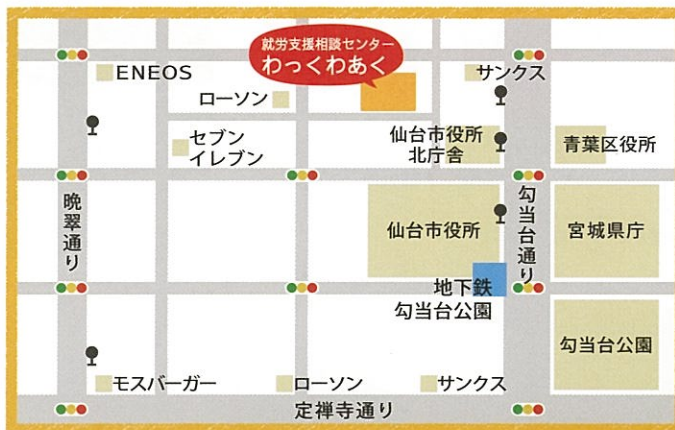 就労支援相談センター
わっくわあく
ENEOS
サンクス
ローソン
セブン
イレブン
仙台市役所
北庁舎
青葉区役所
晩翠通り
勾当台通り
仙台市役所
宮城県庁
地下鉄
勾当台公園
勾当台公園
モスバーガー
ローソン
サンクス
定禅寺通り